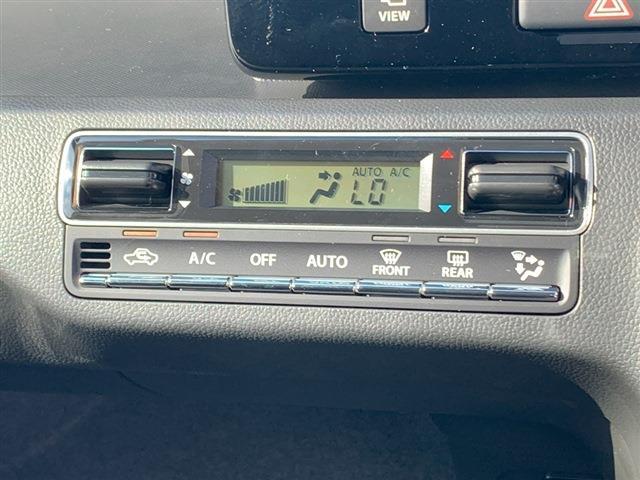 VIEW
AUTO A/C
LO
A/C OFF AUTO FRONT REAR